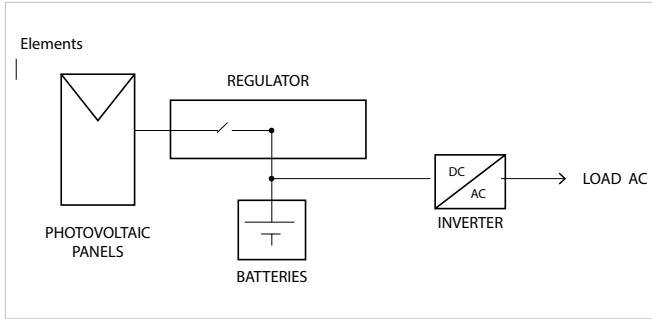 Elements
REGULATOR
DC
AC
LOAD AC
INVERTER
PHOTOVOLTAIC
PANELS
BATTERIES